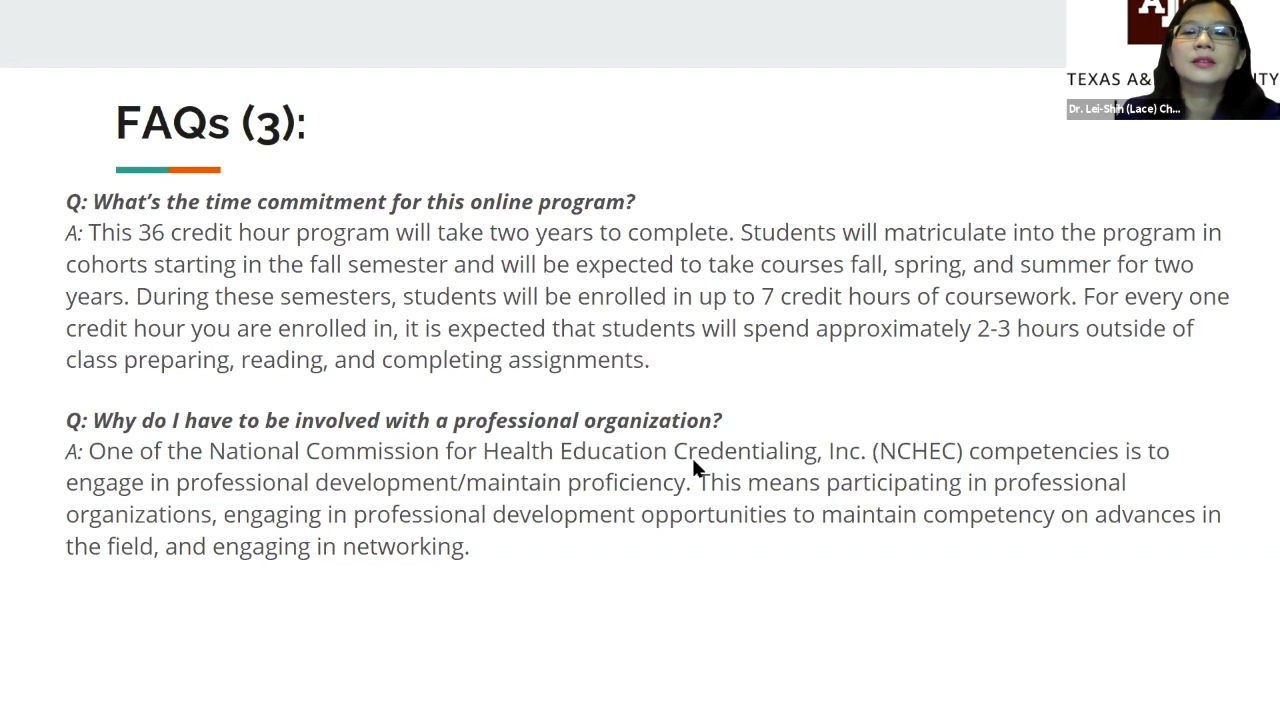 FAQs (3):
TEXAS A&
ITY
Dr. Lei-Shih (Lace) Ch...
Q: What's the time commitment for this online program?
A: This 36 credit hour program will take two years to complete. Students will matriculate into the program in
cohorts starting in the fall semester and will be expected to take courses fall, spring, and summer for two
years. During these semesters, students will be enrolled in up to 7 credit hours of coursework. For every one
credit hour you are enrolled in, it is expected that students will spend approximately 2-3 hours outside of
class preparing, reading, and completing assignments.
Q: Why do I have to be involved with a professional organization?
A: One of the National Commission for Health Education Credentialing, Inc. (NCHEC) competencies is to
engage in professional development/maintain proficiency. This means participating in professional
organizations, engaging in professional development opportunities to maintain competency on advances in
the field, and engaging in networking.